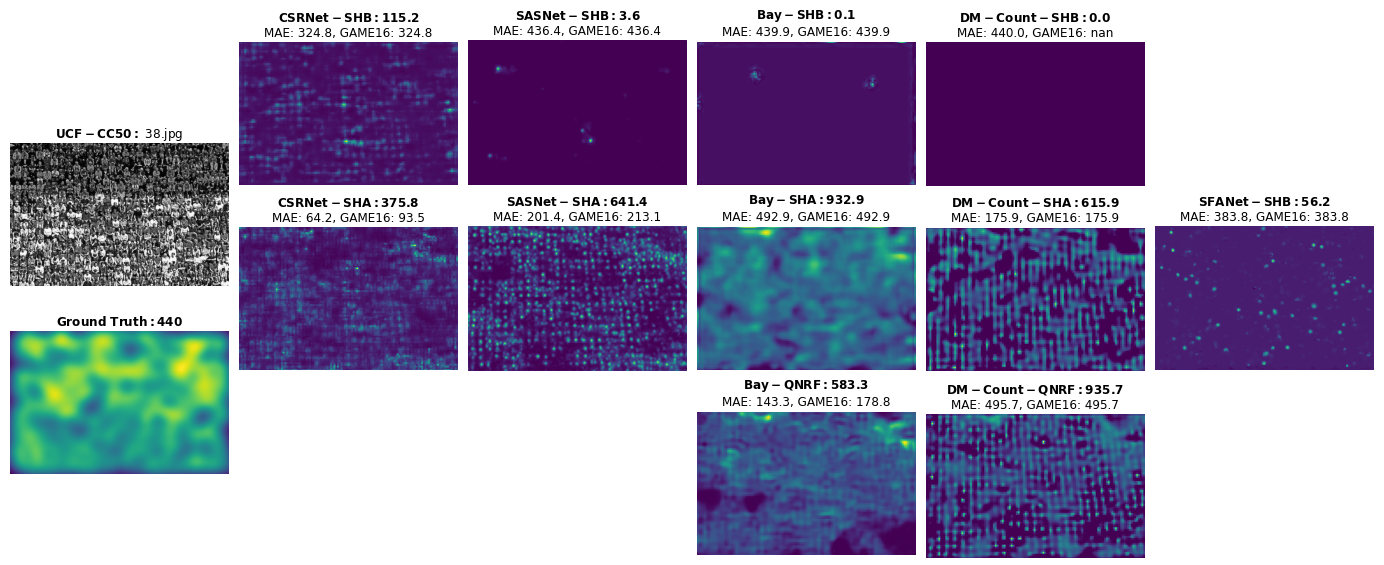 UCF − CC50: 38.jpg
Ground Truth: 440
CSRNet − SHB: 115.2
MAE: 324.8, GAME16: 324.8
SASNet − SHB: 3.6
MAE: 436.4, GAME16: 436.4
Bay − SHB: 0.1
MAE: 439.9, GAME16: 439.9
DM − Count − SHB: 0.0
MAE: 440.0, GAME16: nan
CSRNet − SHA: 375.8
MAE: 64.2, GAME16: 93.5
SASNet − SHA: 641.4
MAE: 201.4, GAME16: 213.1
Bay − SHA: 932.9
MAE: 492.9, GAME16: 492.9
DM − Count − SHA: 615.9
MAE: 175.9, GAME16: 175.9
SFANet − SHB: 56.2
MAE: 383.8, GAME16: 383.8
Bay − QNRF: 583.3
MAE: 143.3, GAME16: 178.8
DM − Count − QNRF: 935.7
MAE: 495.7, GAME16: 495.7